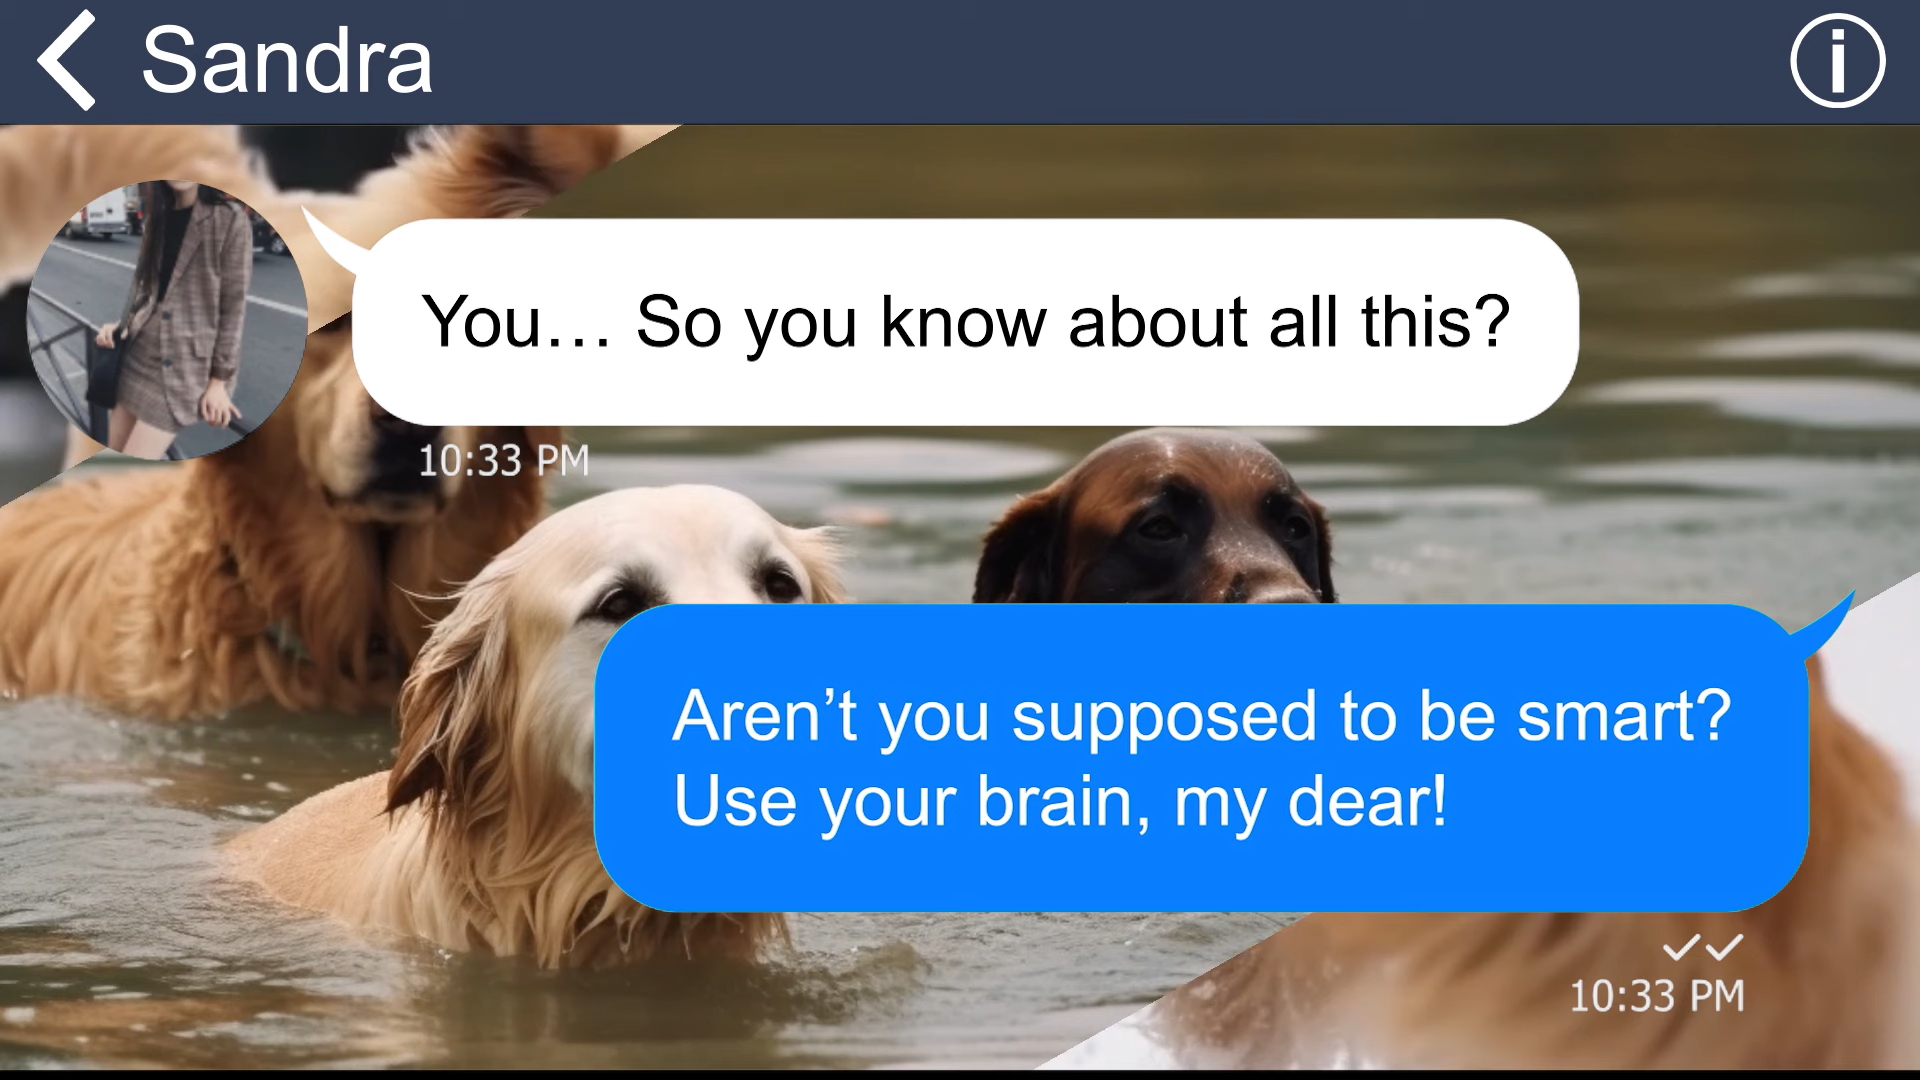 Sandra
You… So you know about all this?
10:33 PM
Aren’t you supposed to be smart?
Use your brain, my dear!
10:33 PM